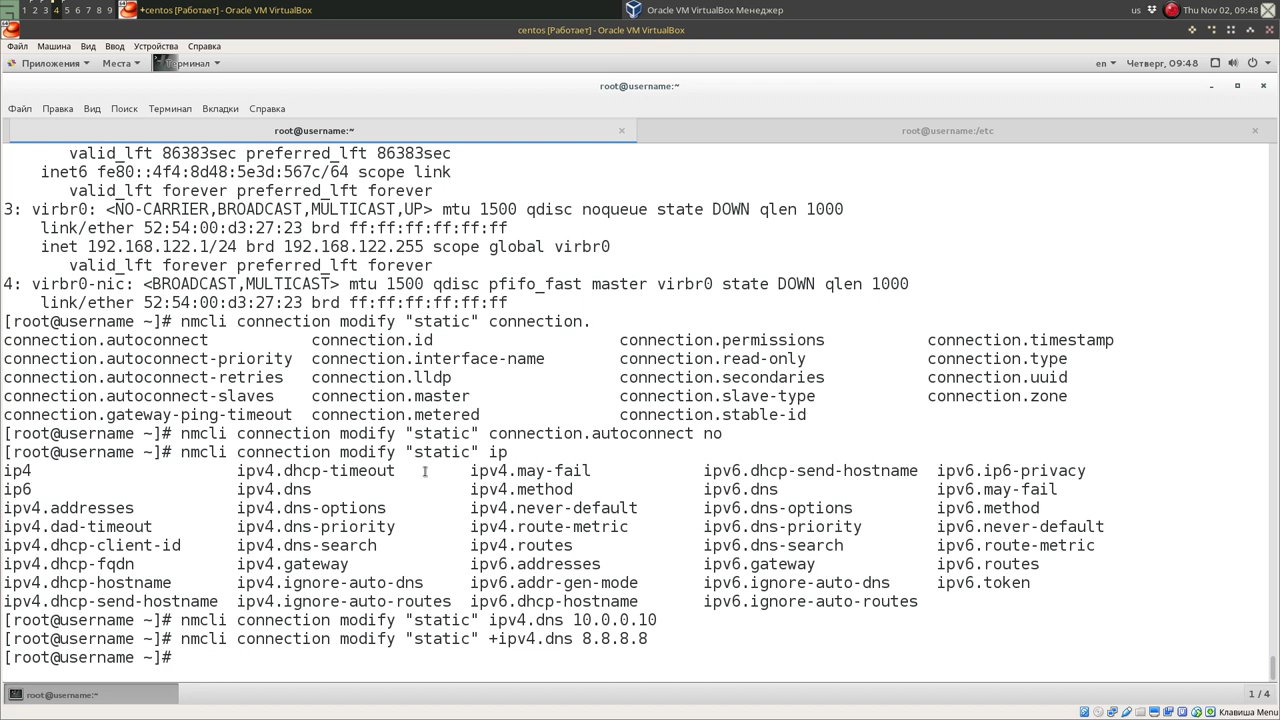 1 2 3 4 5 6 7 8 9
*centos [Работает] - Oracle VM VirtualBox
Oracle VM VirtualBox Менеджер
us
Thu Nov 02, 09:48
centos [Работает] - Oracle VM VirtualBox
Файл Машина Вид Ввод Устройства Справка
Приложения Места Терминал
en Четверг, 09:48
root@username:~
Файл Правка Вид Поиск Терминал Вкладки Справка
root@username:~
root@username:/etc
valid_lft 86383sec preferred_lft 86383sec
inet6 fe80::4f4:8d48:5e3d:567c/64 scope link
valid_lft forever preferred_lft forever
3: virbr0: <NO-CARRIER,BROADCAST,MULTICAST,UP> mtu 1500 qdisc noqueue state DOWN qlen 1000
link/ether 52:54:00:d3:27:23 brd ff:ff:ff:ff:ff:ff
inet 192.168.122.1/24 brd 192.168.122.255 scope global virbr0
valid_lft forever preferred_lft forever
4: virbr0-nic: <BROADCAST,MULTICAST> mtu 1500 qdisc pfifo_fast master virbr0 state DOWN qlen 1000
link/ether 52:54:00:d3:27:23 brd ff:ff:ff:ff:ff:ff
[root@username ~]# nmcli connection modify "static" connection.
connection.autoconnect connection.id connection.permissions connection.timestamp
connection.autoconnect-priority connection.interface-name connection.read-only connection.type
connection.autoconnect-retries connection.lldp connection.secondaries connection.uuid
connection.autoconnect-slaves connection.master connection.slave-type connection.zone
connection.gateway-ping-timeout connection.metered connection.stable-id
[root@username ~]# nmcli connection modify "static" connection.autoconnect no
[root@username ~]# nmcli connection modify "static" ip
ip4 ipv4.dhcp-timeout ipv4.may-fail ipv6.dhcp-send-hostname ipv6.ip6-privacy
ip6 ipv4.dns ipv4.method ipv6.dns ipv6.may-fail
ipv4.addresses ipv4.dns-options ipv4.never-default ipv6.dns-options ipv6.method
ipv4.dad-timeout ipv4.dns-priority ipv4.route-metric ipv6.dns-priority ipv6.never-default
ipv4.dhcp-client-id ipv4.dns-search ipv4.routes ipv6.dns-search ipv6.route-metric
ipv4.dhcp-fqdn ipv4.gateway ipv6.addresses ipv6.gateway ipv6.routes
ipv4.dhcp-hostname ipv4.ignore-auto-dns ipv6.addr-gen-mode ipv6.ignore-auto-dns ipv6.token
ipv4.dhcp-send-hostname ipv4.ignore-auto-routes ipv6.dhcp-hostname ipv6.ignore-auto-routes
[root@username ~]# nmcli connection modify "static" ipv4.dns 10.0.0.10
[root@username ~]# nmcli connection modify "static" +ipv4.dns 8.8.8.8
[root@username ~]#
root@username:~
1 / 4
Клавиша Menu